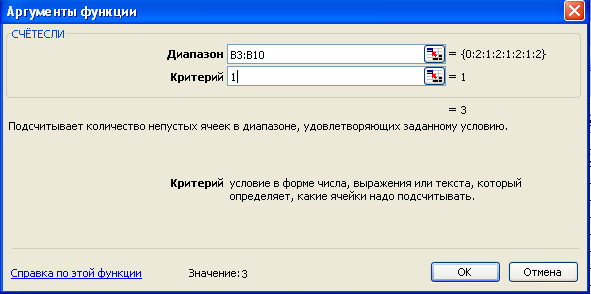 Аргументы функции
СЧЁТЕСЛИ
Диапазон B3:B10 = {0:2:1:2:1:2:1:2}
Критерий 1 = 1
= 3
Подсчитывает количество непустых ячеек в диапазоне, удовлетворяющих заданному условию.
Критерий условие в форме числа, выражения или текста, который
определяет, какие ячейки надо подсчитывать.
Справка по этой функции Значение:3 ОК Отмена